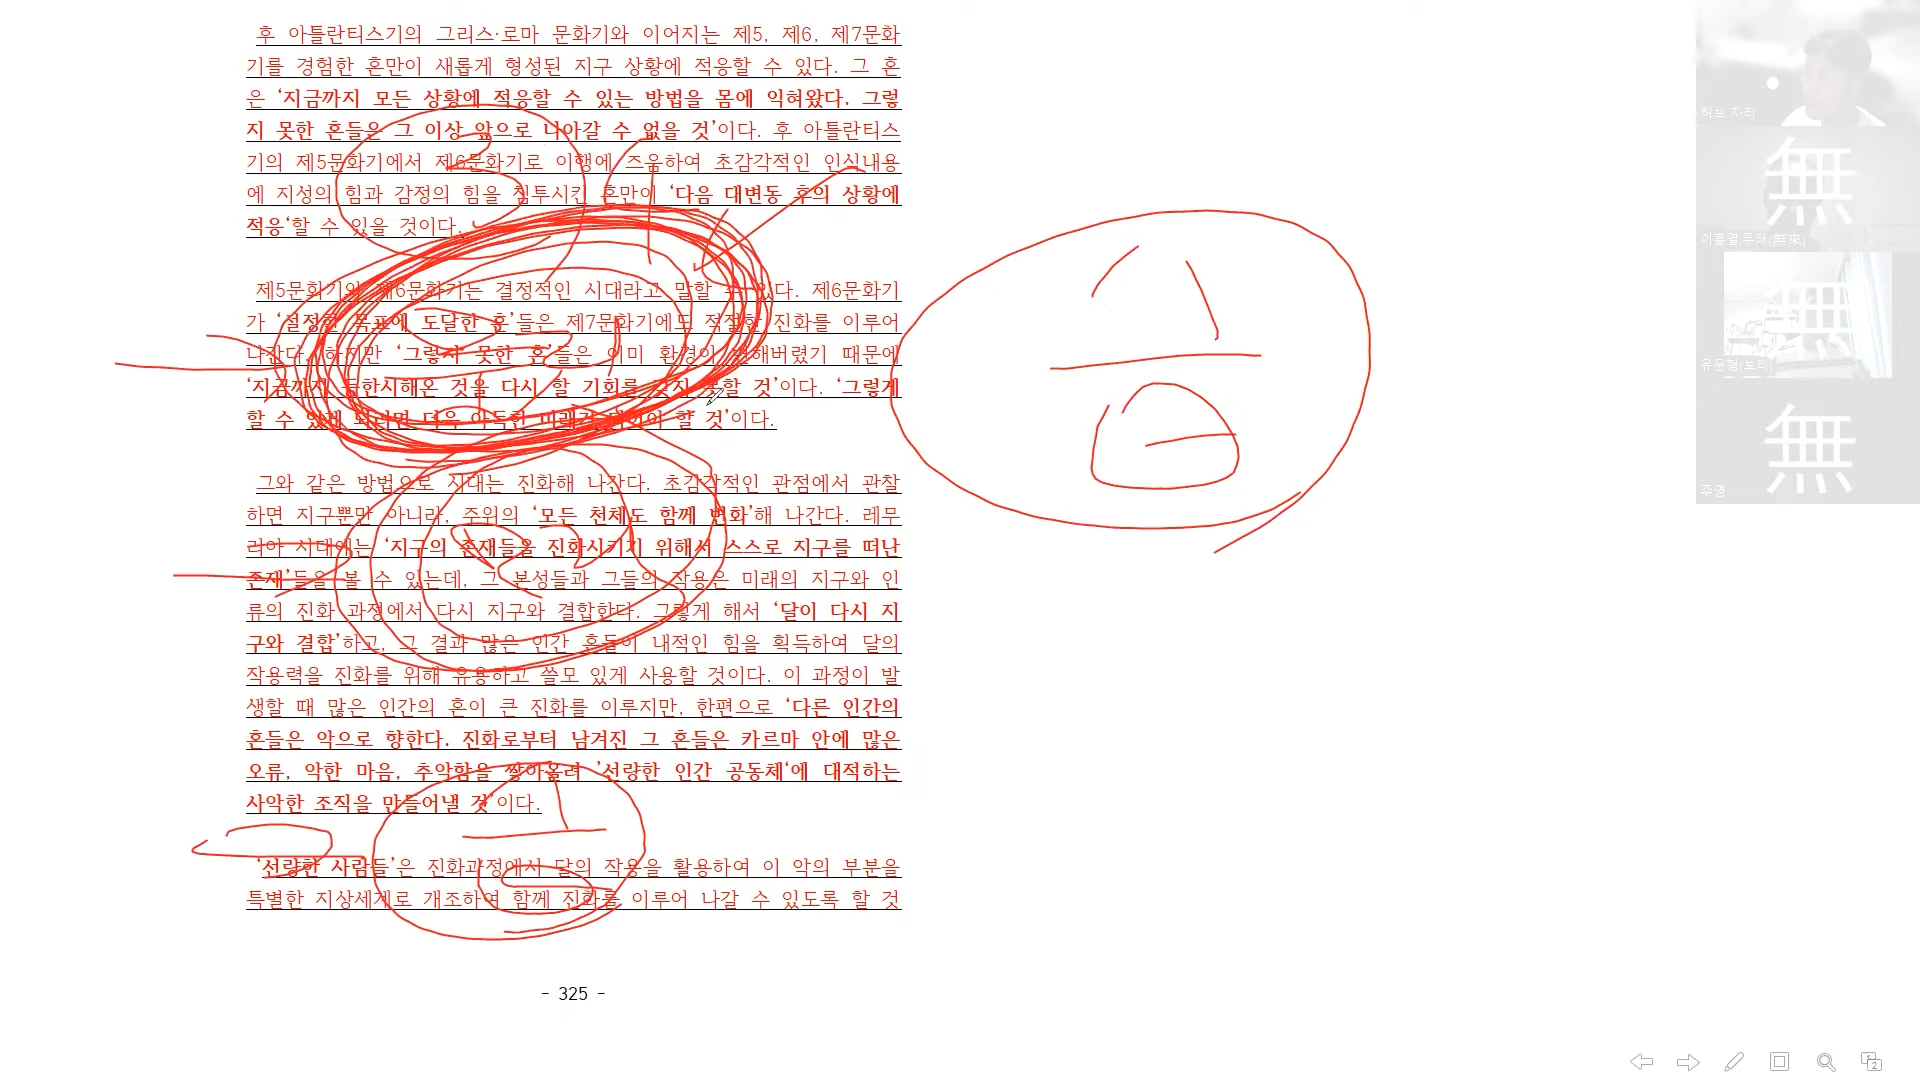 후 아틀란티스기의 그리스·로마 문화기와 이어지는 제5, 제6, 제7문화
기를 경험한 혼만이 새롭게 형성된 지구 상황에 적응할 수 있다. 그 혼
은 ‘지금까지 모든 상황에 적응할 수 있는 방법을 몸에 익혀왔다. 그렇
지 못한 혼들은 그 이상 앞으로 나아갈 수 없을 것’이다. 후 아틀란티스
기의 제5문화기에서 제6문화기로 이행에 즈음하여 초감각적인 인식내용
에 지성의 힘과 감정의 힘을 침투시킨 혼만이 ‘다음 대변동 후의 상황에
적응‘할 수 있을 것이다.
제5문화기와 제6문화기는 결정적인 시대라고 말할 수 있다. 제6문화기
가 ‘설정한 목표에 도달한 혼’들은 제7문화기에도 적절한 진화를 이루어
나간다. 하지만 ‘그렇지 못한 혼’들은 이미 환경이 변해버렸기 때문에
‘지금까지 등한시해온 것을 다시 할 기회를 갖지 못할 것’이다. ‘그렇게
할 수 있게 되려면 더욱 아득한 미래가 되어야 할 것’이다.
그와 같은 방법으로 시대는 진화해 나간다. 초감각적인 관점에서 관찰
하면 지구뿐만 아니라, 주위의 ‘모든 천체도 함께 변화’해 나간다. 레무
리아 시대에는 ‘지구의 존재들을 진화시키기 위해서 스스로 지구를 떠난
존재’들을 볼 수 있는데, 그 본성들과 그들의 작용은 미래의 지구와 인
류의 진화 과정에서 다시 지구와 결합한다. 그렇게 해서 ‘달이 다시 지
구와 결합’하고, 그 결과 많은 인간 혼들이 내적인 힘을 획득하여 달의
작용력을 진화를 위해 유용하고 쓸모 있게 사용할 것이다. 이 과정이 발
생할 때 많은 인간의 혼이 큰 진화를 이루지만, 한편으로 ‘다른 인간의
혼들은 악으로 향한다. 진화로부터 남겨진 그 혼들은 카르마 안에 많은
오류, 악한 마음, 추악함을 쌓아올려 ’선량한 인간 공동체‘에 대적하는
사악한 조직을 만들어낼 것’이다.
‘선량한 사람들’은 진화과정에서 달의 작용을 활용하여 이 악의 부분을
특별한 지상세계로 개조하여 함께 진화를 이루어 나갈 수 있도록 할 것
- 325 -
허브 자리
無
無
無
주영